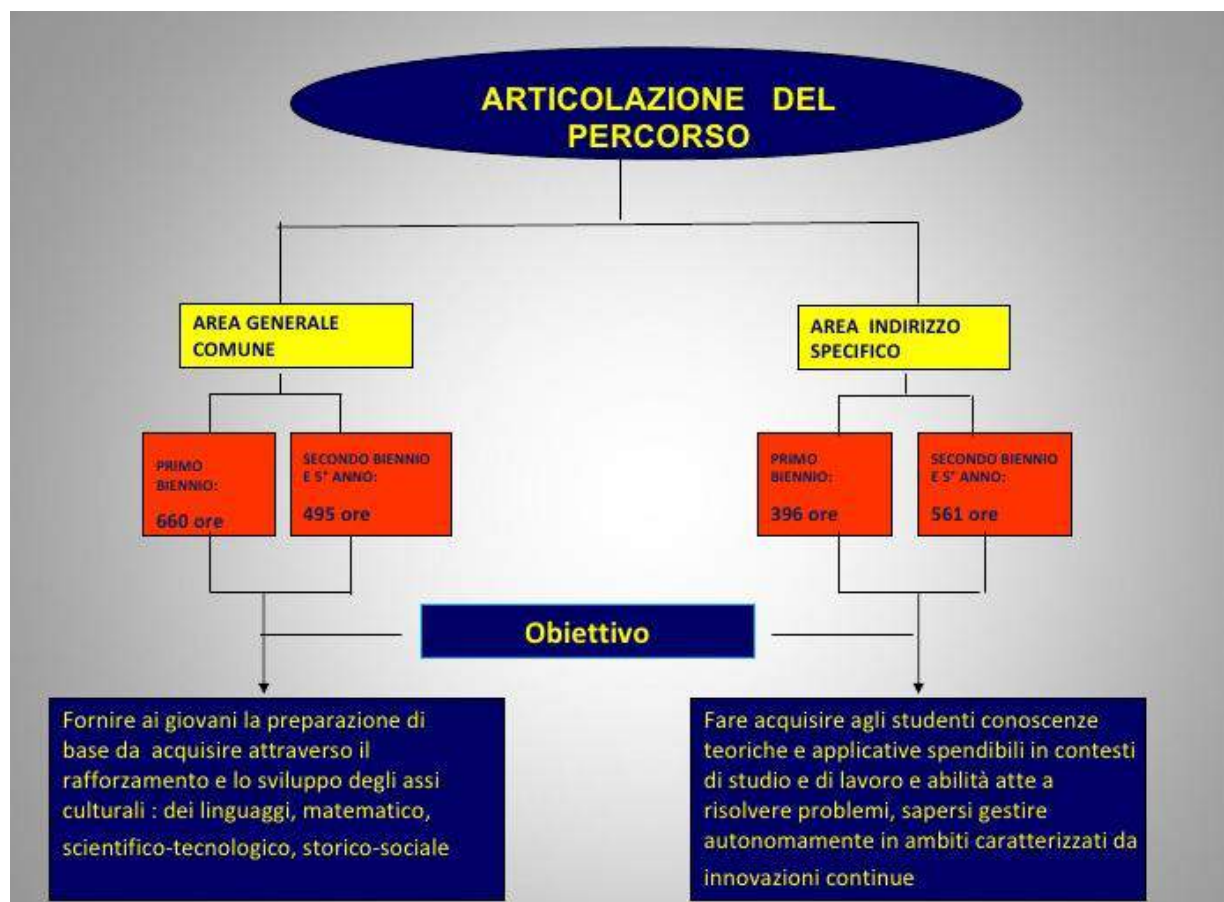 ARTICOLAZIONE DEL
PERCORSO
AREA GENERALE
COMUNE
AREA INDIRIZZO
SPECIFICO
PRIMO
BIENNIO:
660 ore
SECONDO BIENNIO
E 5° ANNO:
495 ore
PRIMO
BIENNIO:
396 ore
SECONDO BIENNIO
E 5° ANNO:
561 ore
Obiettivo
Fornire ai giovani la preparazione di
base da acquisire attraverso il
rafforzamento e lo sviluppo degli assi
culturali : dei linguaggi, matematico,
scientifico-tecnologico, storico-sociale
Fare acquisire agli studenti conoscenze
teoriche e applicative spendibili in contesti
di studio e di lavoro e abilità atte a
risolvere problemi, sapersi gestire
autonomamente in ambiti caratterizzati da
innovazioni continue